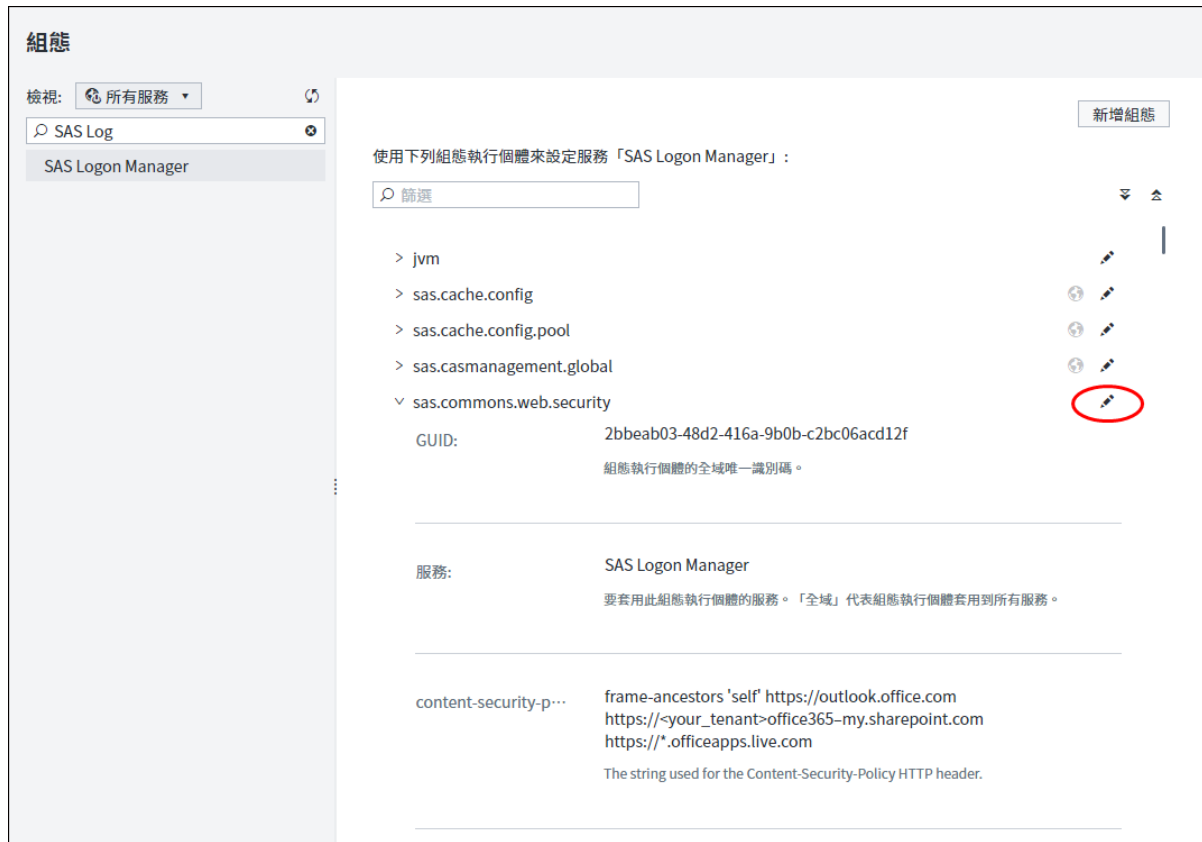 組態
檢視: 所有服務
SAS Log
SAS Logon Manager
新增組態
使用下列組態執行個體來設定服務「SAS Logon Manager」:
篩選
jvm
sas.cache.config
sas.cache.config.pool
sas.casmanagement.global
sas.commons.web.security
GUID: 2bbeab03-48d2-416a-9b0b-c2bc06acd12f
組態執行個體的全域唯一識別碼。
服務: SAS Logon Manager
要套用此組態執行個體的服務。「全域」代表組態執行個體套用到所有服務。
content-security-p… frame-ancestors 'self' https://outlook.office.com
https://<your_tenant>office365–my.sharepoint.com
https://*.officeapps.live.com
The string used for the Content-Security-Policy HTTP header.